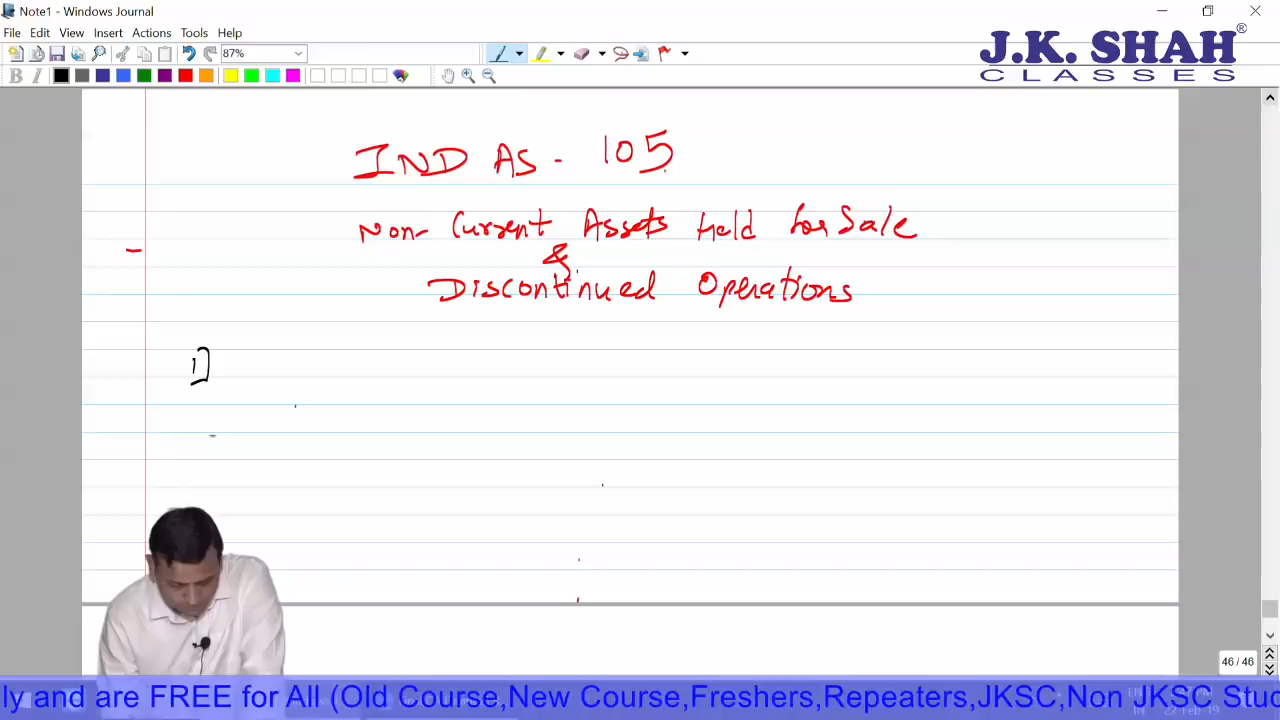 Note1 - Windows Journal
File Edit View Insert Actions Tools Help
87%
B I
J.K. SHAH®
CLASSES
IND AS - 105
Non-Current Assets Held for Sale
&
Discontinued Operations
1]
46 / 46
ly and are FREE for All (Old Course,New Course,Freshers,Repeaters,JKSC,Non JKSC Stud